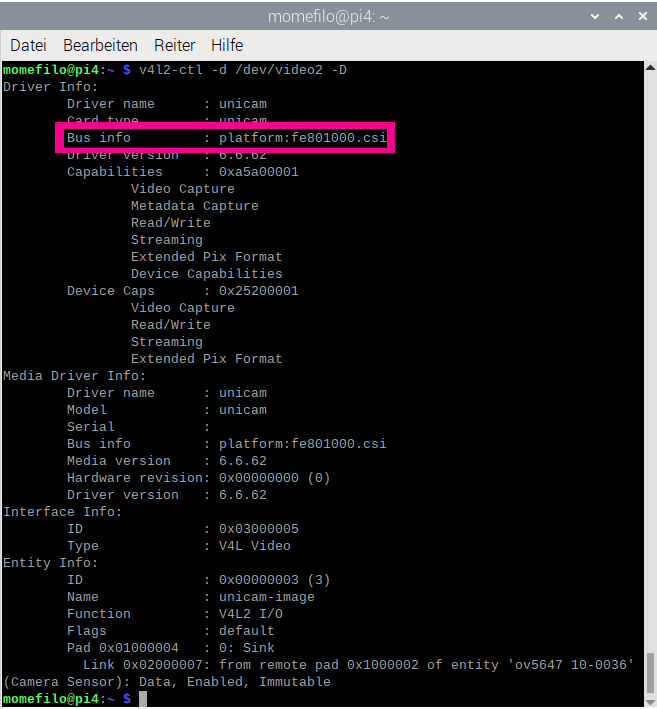 momefilo@pi4: ~
Datei Bearbeiten Reiter Hilfe
momefilo@pi4:~ $ v4l2-ctl -d /dev/video2 -D
Driver Info:
Driver name : unicam
Card type : unicam
Bus info : platform:fe801000.csi
Driver version : 6.6.62
Capabilities : 0xa5a00001
Video Capture
Metadata Capture
Read/Write
Streaming
Extended Pix Format
Device Capabilities
Device Caps : 0x25200001
Video Capture
Read/Write
Streaming
Extended Pix Format
Media Driver Info:
Driver name : unicam
Model : unicam
Serial :
Bus info : platform:fe801000.csi
Media version : 6.6.62
Hardware revision: 0x00000000 (0)
Driver version : 6.6.62
Interface Info:
ID : 0x03000005
Type : V4L Video
Entity Info:
ID : 0x00000003 (3)
Name : unicam-image
Function : V4L2 I/O
Flags : default
Pad 0x01000004 : 0: Sink
Link 0x02000007: from remote pad 0x1000002 of entity 'ov5647 10-0036'
(Camera Sensor): Data, Enabled, Immutable
momefilo@pi4:~ $